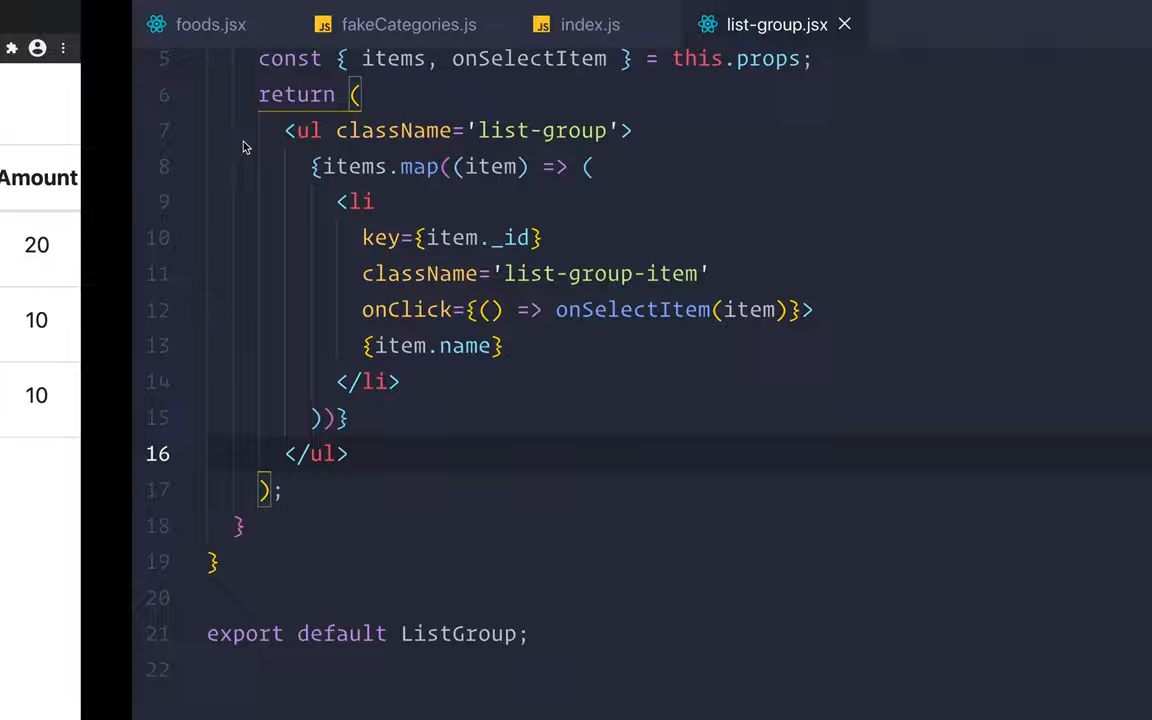 foods.jsx JS fakeCategories.js JS index.js list-group.jsx
5 const { items, onSelectItem } = this.props;
6 return (
7 <ul className='list-group'>
8 {items.map((item) => (
9 <li
10 key={item._id}
11 className='list-group-item'
12 onClick={() => onSelectItem(item)}>
13 {item.name}
14 </li>
15 ))}
16 </ul>
17 );
18 }
19 }
20
21 export default ListGroup;
22
Amount
20
10
10